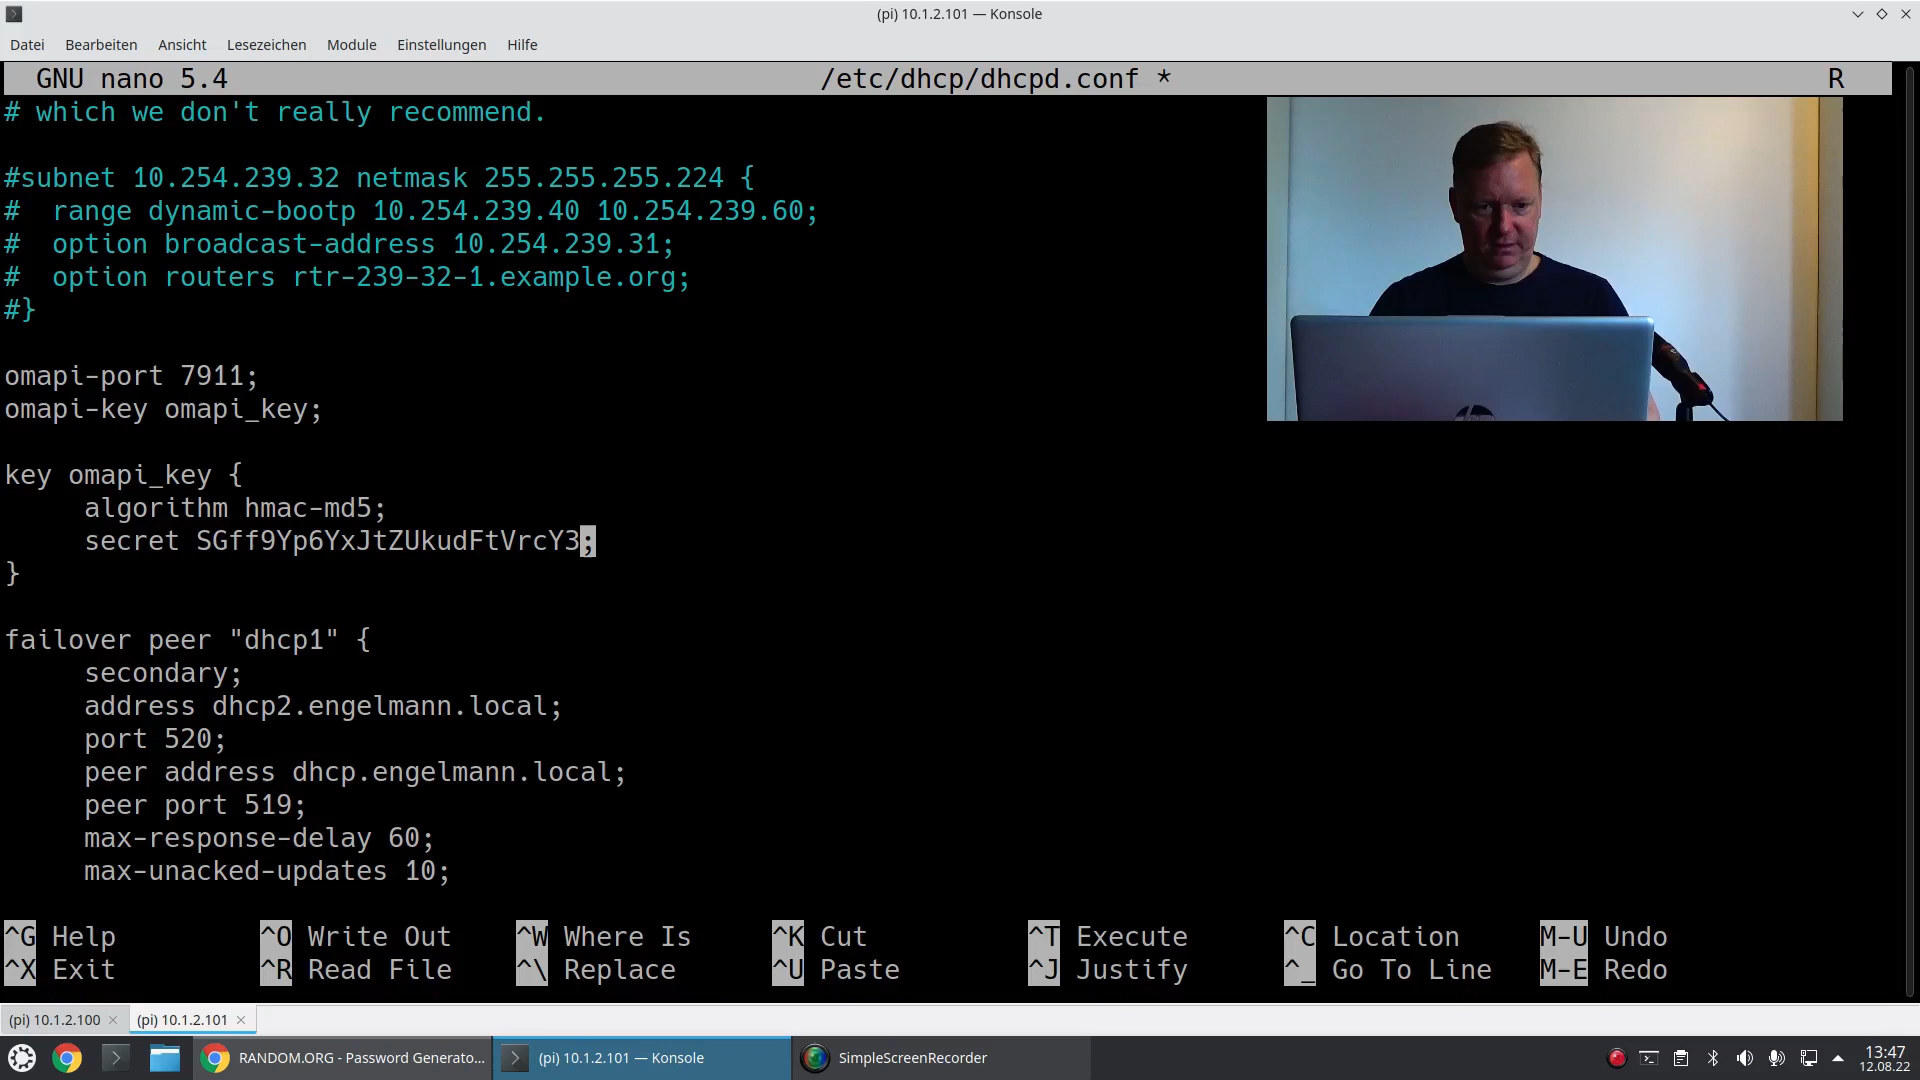 (pi) 10.1.2.101 — Konsole
Datei Bearbeiten Ansicht Lesezeichen Module Einstellungen Hilfe
GNU nano 5.4 /etc/dhcp/dhcpd.conf * R
# which we don't really recommend.
#subnet 10.254.239.32 netmask 255.255.255.224 {
#  range dynamic-bootp 10.254.239.40 10.254.239.60;
#  option broadcast-address 10.254.239.31;
#  option routers rtr-239-32-1.example.org;
#}
omapi-port 7911;
omapi-key omapi_key;
key omapi_key {
     algorithm hmac-md5;
     secret SGff9Yp6YxJtZUkudFtVrcY3;
}
failover peer "dhcp1" {
     secondary;
     address dhcp2.engelmann.local;
     port 520;
     peer address dhcp.engelmann.local;
     peer port 519;
     max-response-delay 60;
     max-unacked-updates 10;
^G Help ^O Write Out ^W Where Is ^K Cut ^T Execute ^C Location M-U Undo
^X Exit ^R Read File ^\ Replace ^U Paste ^J Justify ^_ Go To Line M-E Redo
(pi) 10.1.2.100 (pi) 10.1.2.101
RANDOM.ORG - Password Generato... (pi) 10.1.2.101 — Konsole SimpleScreenRecorder 13:47
12.08.22
hp